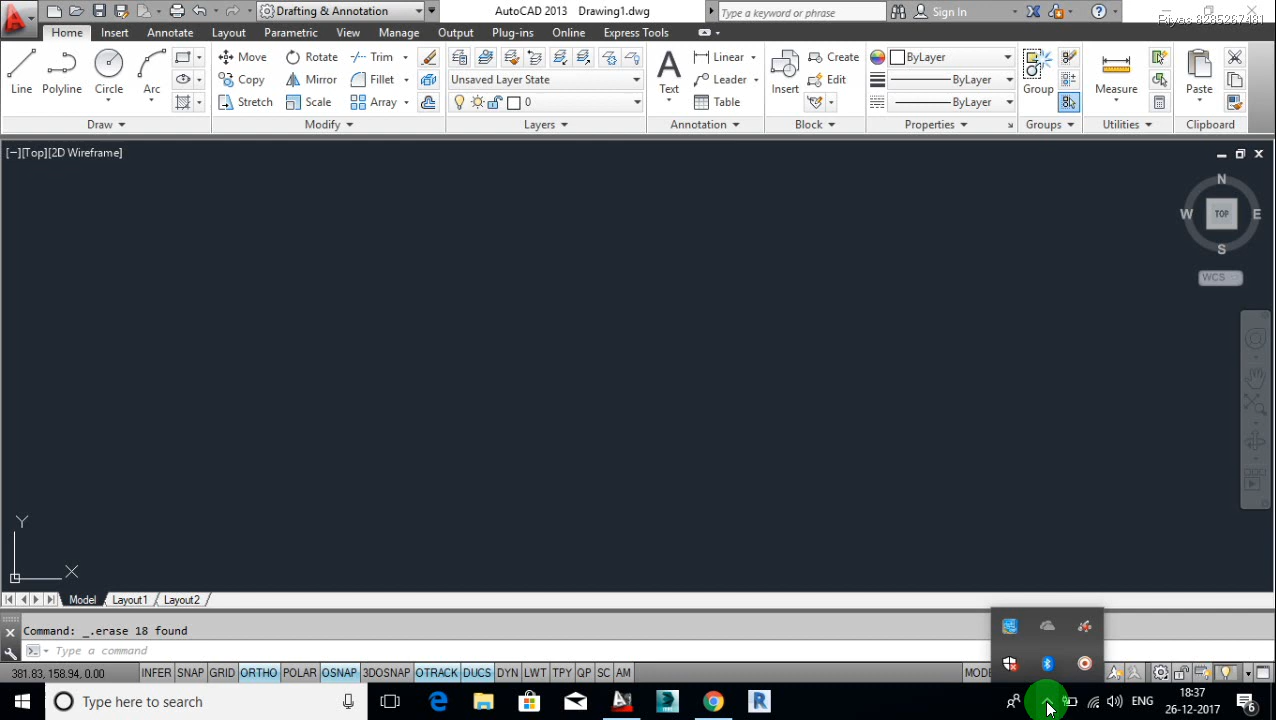 Drafting & Annotation
AutoCAD 2013 Drawing1.dwg
Type a keyword or phrase
Sign In
Riyas 8285267481
Home Insert Annotate Layout Parametric View Manage Output Plug-ins Online Express Tools
Line Polyline Circle Arc
Move Rotate Trim
Copy Mirror Fillet
Stretch Scale Array
Unsaved Layer State
0
Text
Linear
Leader
Table
Insert
Create
Edit
ByLayer
ByLayer
ByLayer
Group
Measure
Paste
Draw Modify Layers Annotation Block Properties Groups Utilities Clipboard
[−][Top][2D Wireframe]
N
W TOP E
S
WCS
Y
X
Model Layout1 Layout2
Command: _.erase 18 found
Type a command
381.83, 158.94, 0.00 INFER SNAP GRID ORTHO POLAR OSNAP 3DOSNAP OTRACK DUCS DYN LWT TPY QP SC AM
Type here to search
ENG
18:37
26-12-2017
6